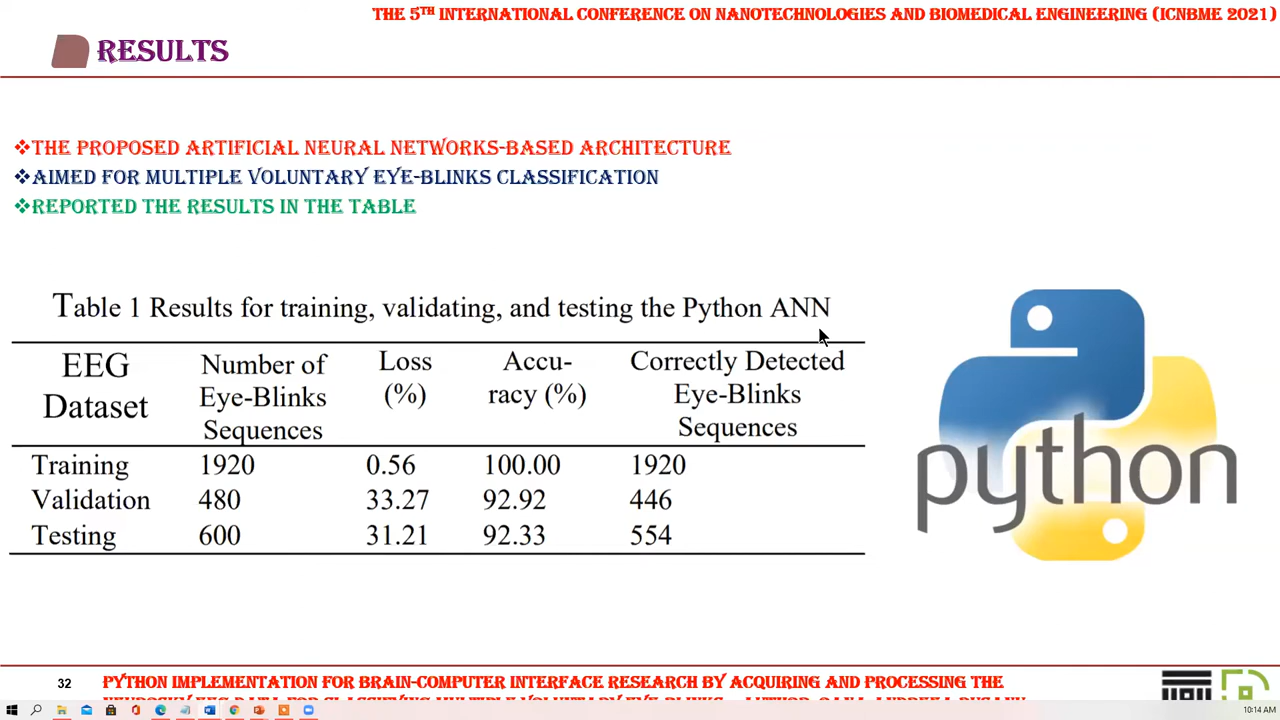 THE 5TH INTERNATIONAL CONFERENCE ON NANOTECHNOLOGIES AND BIOMEDICAL ENGINEERING (ICNBME 2021)
RESULTS
❖THE PROPOSED ARTIFICIAL NEURAL NETWORKS-BASED ARCHITECTURE
❖AIMED FOR MULTIPLE VOLUNTARY EYE-BLINKS CLASSIFICATION
❖REPORTED THE RESULTS IN THE TABLE
Table 1 Results for training, validating, and testing the Python ANN
EEG Dataset Number of Eye-Blinks Sequences Loss (%) Accu-racy (%) Correctly Detected Eye-Blinks Sequences
Training 1920 0.56 100.00 1920
Validation 480 33.27 92.92 446
Testing 600 31.21 92.33 554
python
32 PYTHON IMPLEMENTATION FOR BRAIN-COMPUTER INTERFACE RESEARCH BY ACQUIRING AND PROCESSING THE
10:14 AM